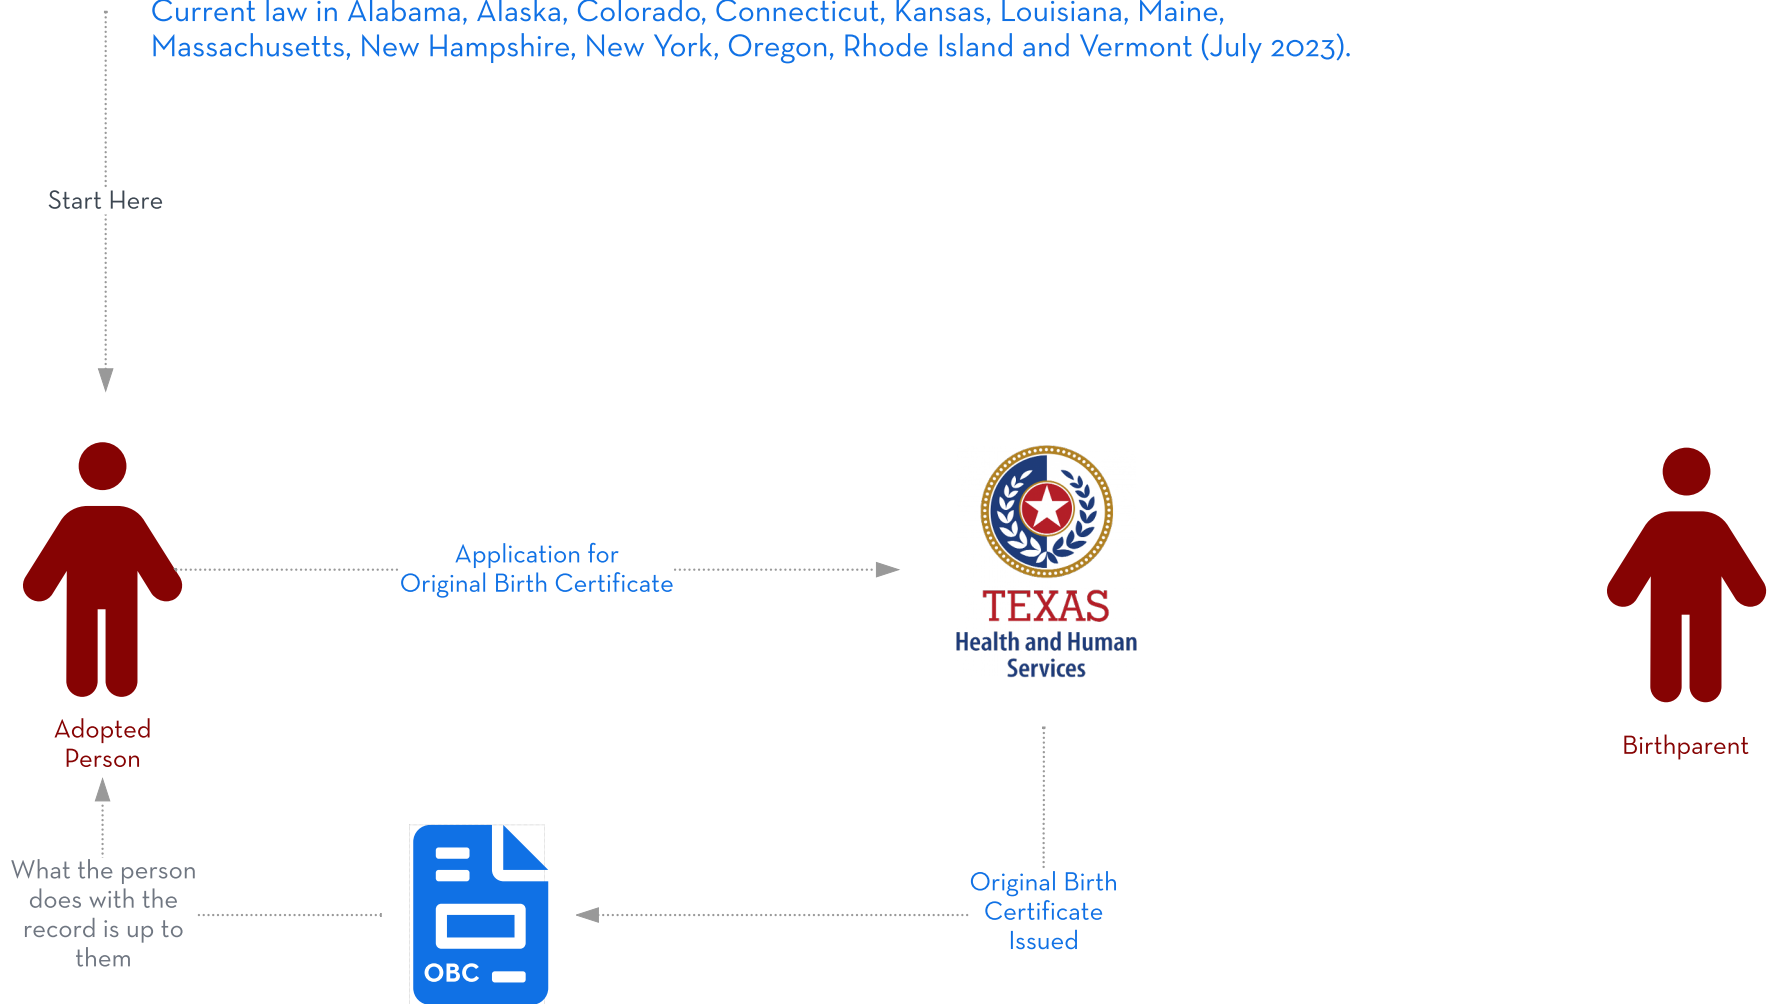 Current law in Alabama, Alaska, Colorado, Connecticut, Kansas, Louisiana, Maine,
Massachusetts, New Hampshire, New York, Oregon, Rhode Island and Vermont (July 2023).
Start Here
Application for
Original Birth Certificate
TEXAS
Health and Human
Services
Adopted
Person
Birthparent
What the person
does with the
record is up to
them
OBC
Original Birth
Certificate
Issued